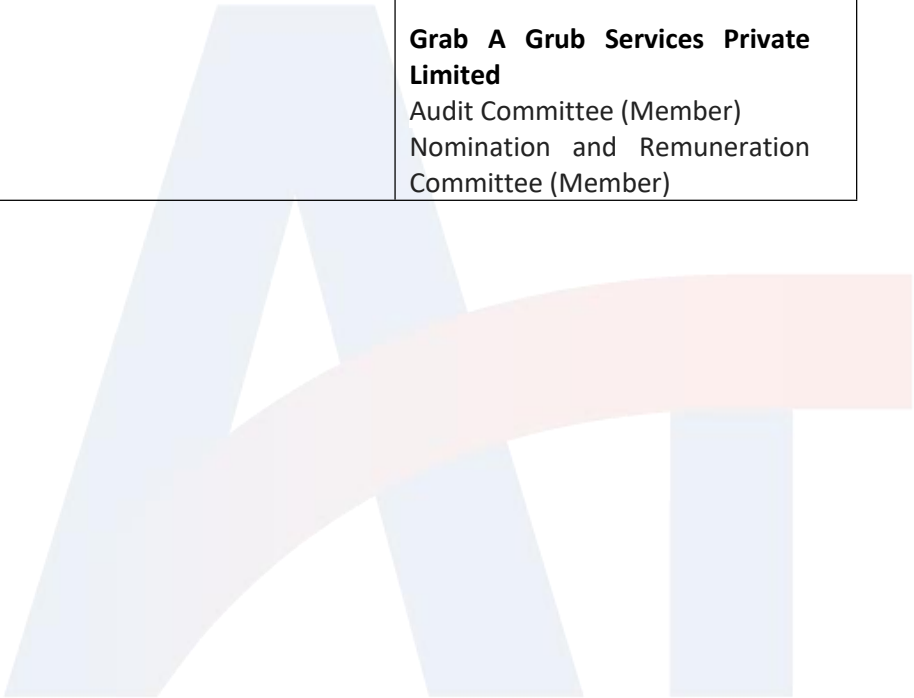 Grab A Grub Services Private
Limited
Audit Committee (Member)
Nomination and Remuneration
Committee (Member)